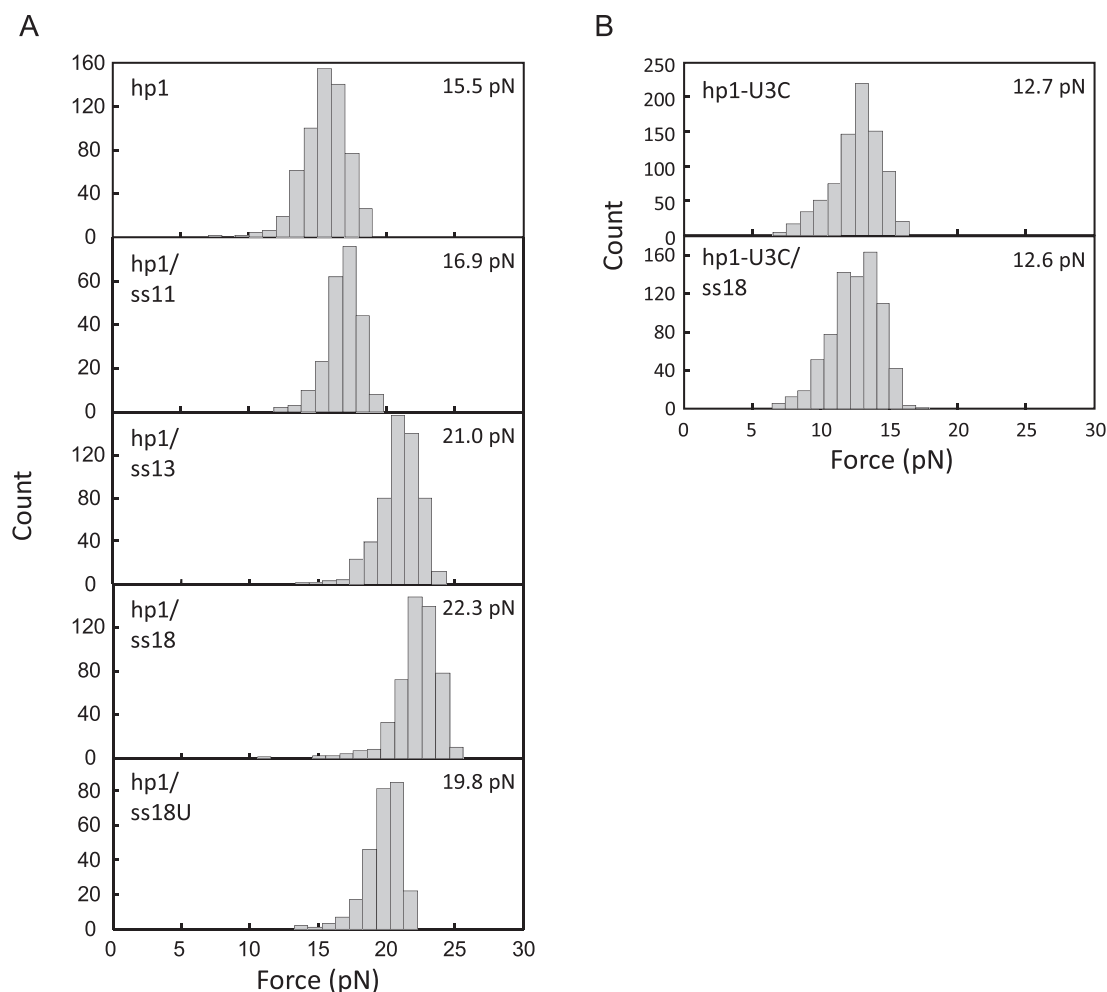 A
160
120
80
40
0
hp1
15.5 pN
60
40
20
0
hp1/
ss11
16.9 pN
120
80
40
0
hp1/
ss13
21.0 pN
120
80
40
0
hp1/
ss18
22.3 pN
80
60
40
20
0
hp1/
ss18U
19.8 pN
Count
0 5 10 15 20 25 30
Force (pN)
B
250
200
150
100
50
0
hp1-U3C
12.7 pN
160
120
80
40
0
hp1-U3C/
ss18
12.6 pN
Count
0 5 10 15 20 25 30
Force (pN)